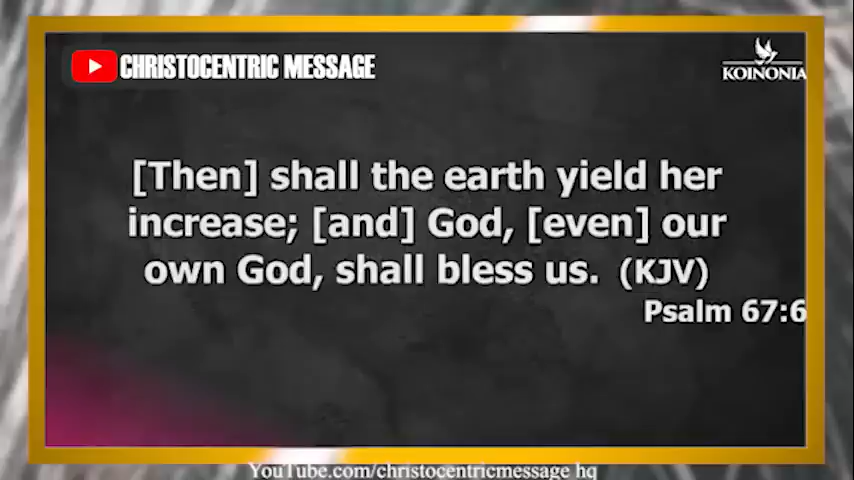 CHRISTOCENTRIC MESSAGE
KOINONIA
[Then] shall the earth yield her
increase; [and] God, [even] our
own God, shall bless us. (KJV)
Psalm 67:6
YouTube.com/christocentricmessage hq